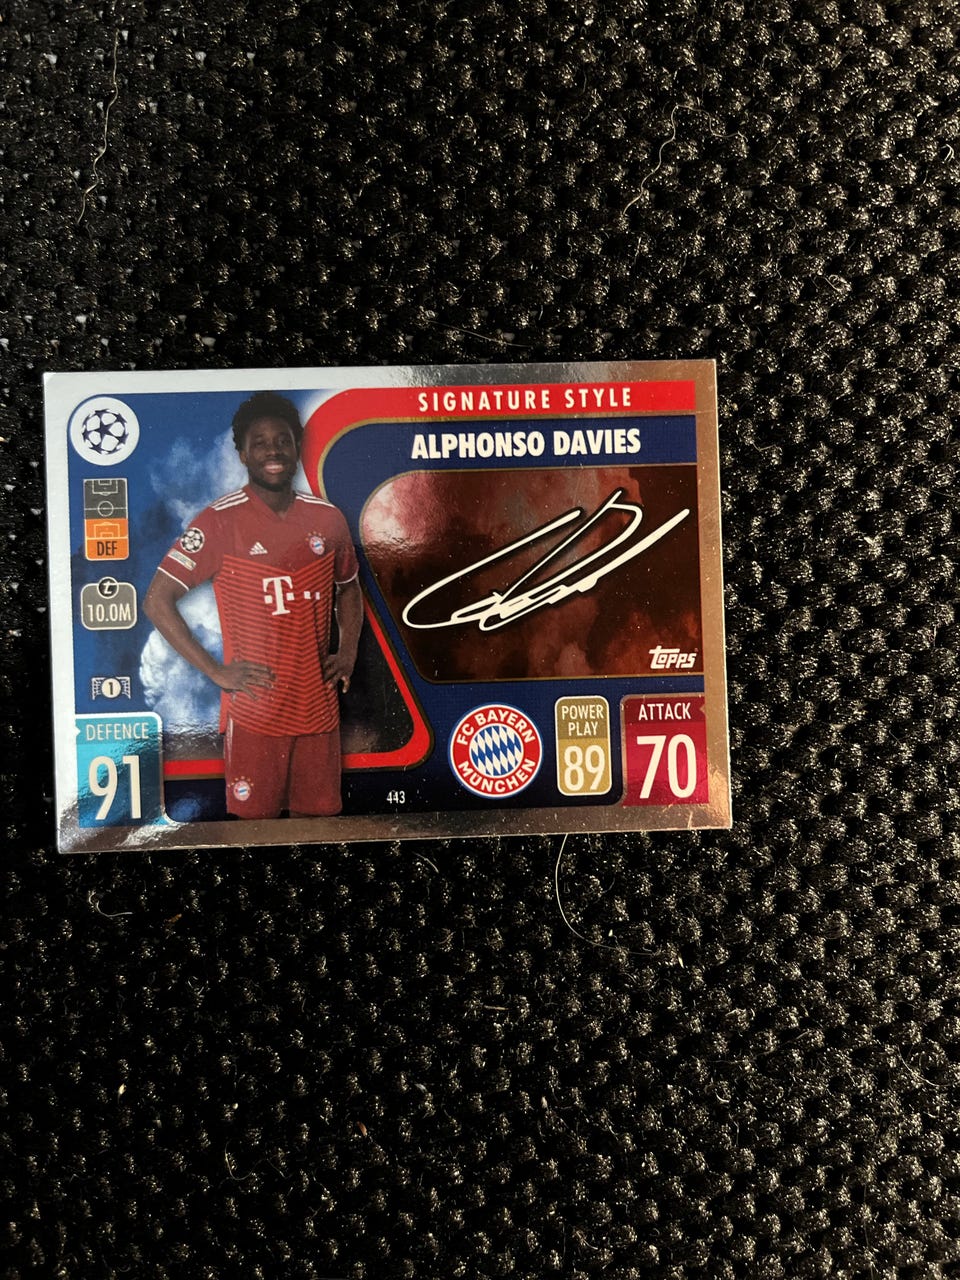 SIGNATURE STYLE
ALPHONSO DAVIES
DEF
10.0M
1
T
FC BAYERN
MÜNCHEN
Topps
DEFENCE
91
POWER
PLAY
89
ATTACK
70
443